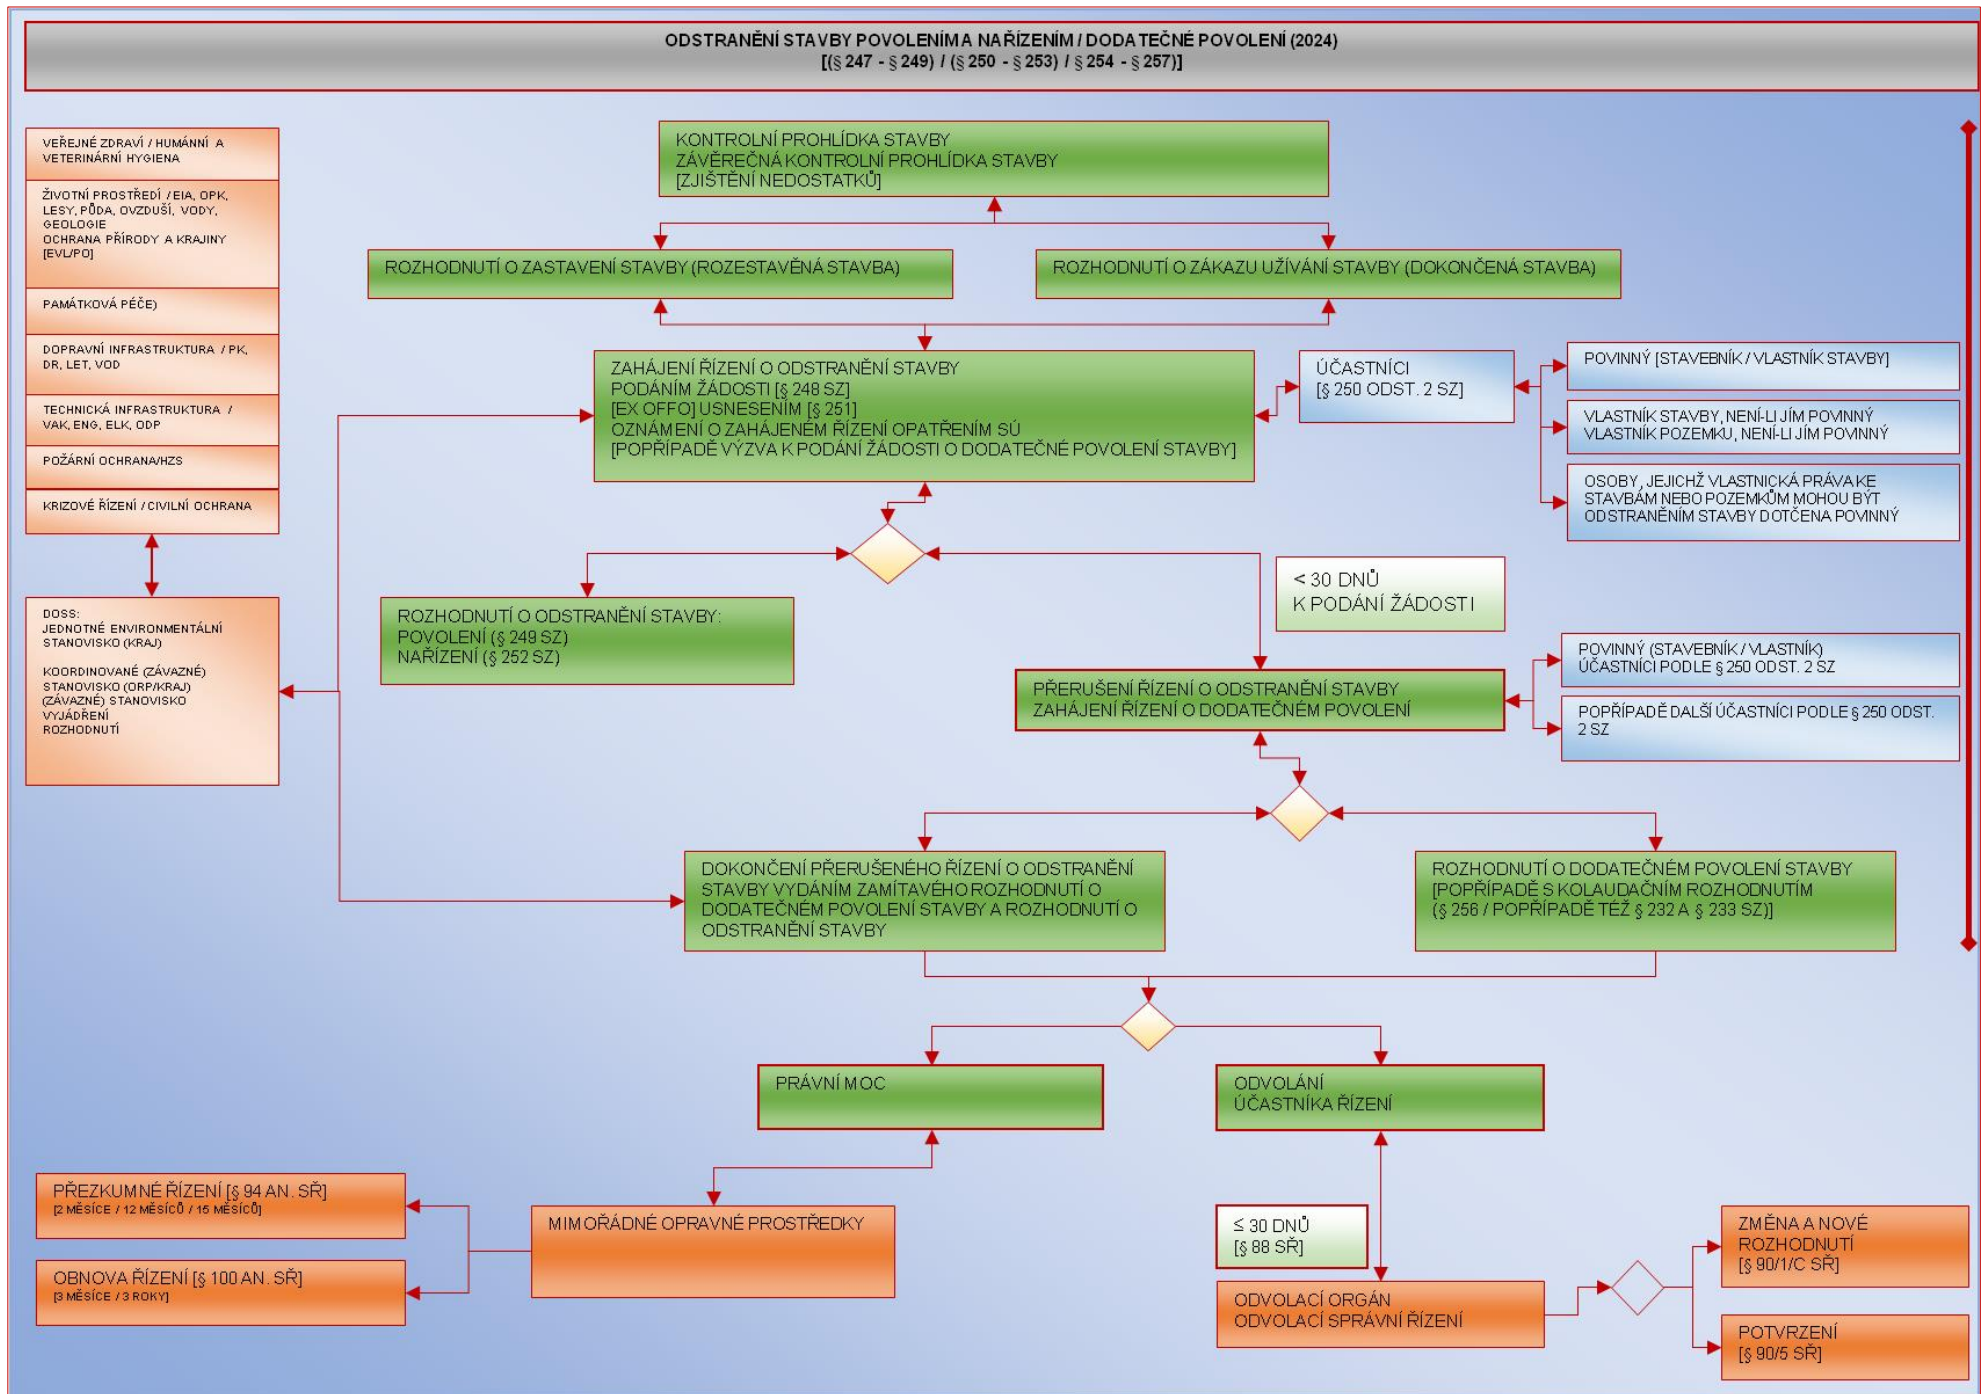 ODSTRANĚNÍ STAVBY POVOLENÍM A NAŘÍZENÍM / DODATEČNÉ POVOLENÍ (2024)
[(§ 247 - § 249) / (§ 250 - § 253) / § 254 - § 257)]
VEŘEJNÉ ZDRAVÍ / HUMÁNNÍ A
VETERINÁRNÍ HYGIENA
ŽIVOTNÍ PROSTŘEDÍ / EIA, OPK,
LESY, PŮDA, OVZDUŠÍ, VODY,
GEOLOGIE
OCHRANA PŘÍRODY A KRAJINY
[EVL/PO]
PAMÁTKOVÁ PÉČE)
DOPRAVNÍ INFRASTRUKTURA / PK,
DR, LET, VOD
TECHNICKÁ INFRASTRUKTURA /
VAK, ENG, ELK, ODP
POŽÁRNÍ OCHRANA/HZS
KRIZOVÉ ŘÍZENÍ / CIVILNÍ OCHRANA
DOSS:
JEDNOTNÉ ENVIRONMENTÁLNÍ
STANOVISKO (KRAJ)
KOORDINOVANÉ (ZÁVAZNÉ)
STANOVISKO (ORP/KRAJ)
(ZÁVAZNÉ) STANOVISKO
VYJÁDŘENÍ
ROZHODNUTÍ
KONTROLNÍ PROHLÍDKA STAVBY
ZÁVĚREČNÁ KONTROLNÍ PROHLÍDKA STAVBY
[ZJIŠTĚNÍ NEDOSTATKŮ]
ROZHODNUTÍ O ZASTAVENÍ STAVBY (ROZESTAVĚNÁ STAVBA)
ROZHODNUTÍ O ZÁKAZU UŽÍVÁNÍ STAVBY (DOKONČENÁ STAVBA)
ZAHÁJENÍ ŘÍZENÍ O ODSTRANĚNÍ STAVBY
PODÁNÍM ŽÁDOSTI [§ 248 SZ]
[EX OFFO] USNESENÍM [§ 251]
OZNÁMENÍ O ZAHÁJENÉM ŘÍZENÍ OPATŘENÍM SÚ
[POPŘÍPADĚ VÝZVA K PODÁNÍ ŽÁDOSTI O DODATEČNÉ POVOLENÍ STAVBY]
ÚČASTNÍCI
[§ 250 ODST. 2 SZ]
POVINNÝ [STAVEBNÍK / VLASTNÍK STAVBY]
VLASTNÍK STAVBY, NENÍ-LI JÍM POVINNÝ
VLASTNÍK POZEMKU, NENÍ-LI JÍM POVINNÝ
OSOBY, JEJICHŽ VLASTNICKÁ PRÁVA KE
STAVBÁM NEBO POZEMKŮM MOHOU BÝT
ODSTRANĚNÍM STAVBY DOTČENA POVINNÝ
ROZHODNUTÍ O ODSTRANĚNÍ STAVBY:
POVOLENÍ (§ 249 SZ)
NAŘÍZENÍ (§ 252 SZ)
< 30 DNŮ
K PODÁNÍ ŽÁDOSTI
PŘERUŠENÍ ŘÍZENÍ O ODSTRANĚNÍ STAVBY
ZAHÁJENÍ ŘÍZENÍ O DODATEČNÉM POVOLENÍ
POVINNÝ (STAVEBNÍK / VLASTNÍK)
ÚČASTNÍCI PODLE § 250 ODST. 2 SZ
POPŘÍPADĚ DALŠÍ ÚČASTNÍCI PODLE § 250 ODST.
2 SZ
DOKONČENÍ PŘERUŠENÉHO ŘÍZENÍ O ODSTRANĚNÍ
STAVBY VYDÁNÍM ZAMÍTAVÉHO ROZHODNUTÍ O
DODATEČNÉM POVOLENÍ STAVBY A ROZHODNUTÍ O
ODSTRANĚNÍ STAVBY
ROZHODNUTÍ O DODATEČNÉM POVOLENÍ STAVBY
[POPŘÍPADĚ S KOLAUDAČNÍM ROZHODNUTÍM
(§ 256 / POPŘÍPADĚ TÉŽ § 232 A § 233 SZ)]
PRÁVNÍ MOC
ODVOLÁNÍ
ÚČASTNÍKA ŘÍZENÍ
PŘEZKUMNÉ ŘÍZENÍ [§ 94 AN. SŘ]
[2 MĚSÍCE / 12 MĚSÍCŮ / 15 MĚSÍCŮ]
OBNOVA ŘÍZENÍ [§ 100 AN. SŘ]
[3 MĚSÍCE / 3 ROKY]
MIMOŘÁDNÉ OPRAVNÉ PROSTŘEDKY
≤ 30 DNŮ
[§ 88 SŘ]
ODVOLACÍ ORGÁN
ODVOLACÍ SPRÁVNÍ ŘÍZENÍ
ZMĚNA A NOVÉ
ROZHODNUTÍ
[§ 90/1/C SŘ]
POTVRZENÍ
[§ 90/5 SŘ]